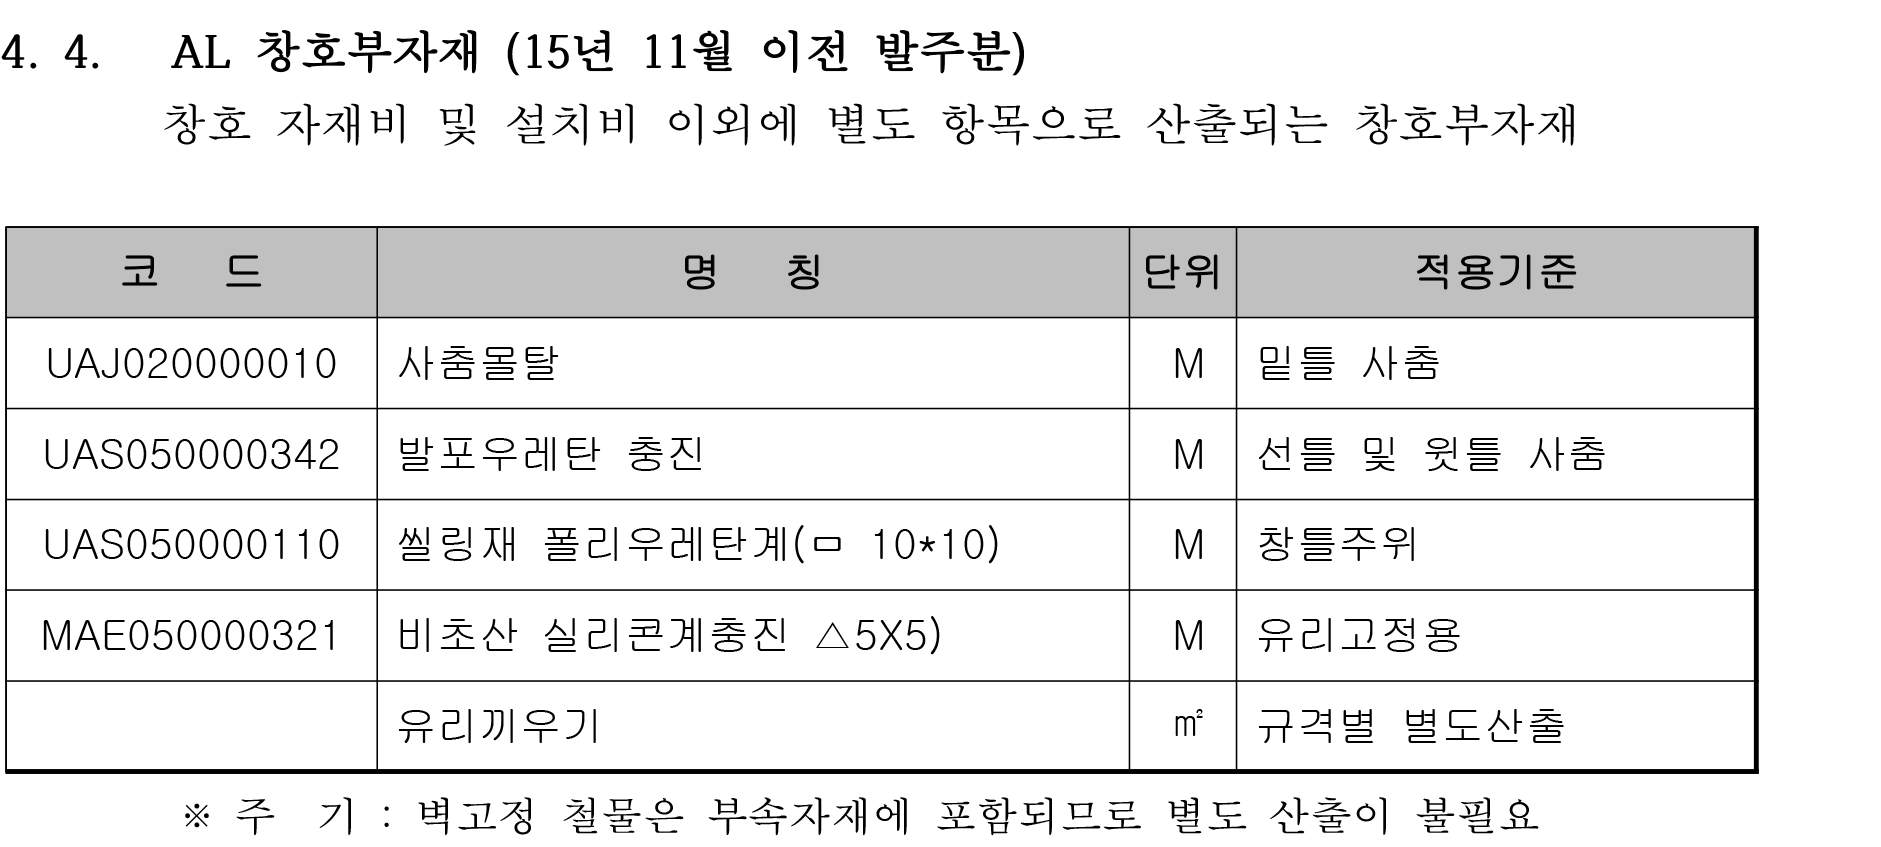 4. 4. AL 창호부자재 (15년 11월 이전 발주분)
창호 자재비 및 설치비 이외에 별도 항목으로 산출되는 창호부자재
코 드 명 칭 단위 적용기준
UAJ020000010 사춤몰탈 M 밑틀 사춤
UAS050000342 발포우레탄 충진 M 선틀 및 윗틀 사춤
UAS050000110 씰링재 폴리우레탄계(ㅁ 10*10) M 창틀주위
MAE050000321 비초산 실리콘계충진 △5X5) M 유리고정용
유리끼우기 ㎡ 규격별 별도산출
※ 주 기 : 벽고정 철물은 부속자재에 포함되므로 별도 산출이 불필요